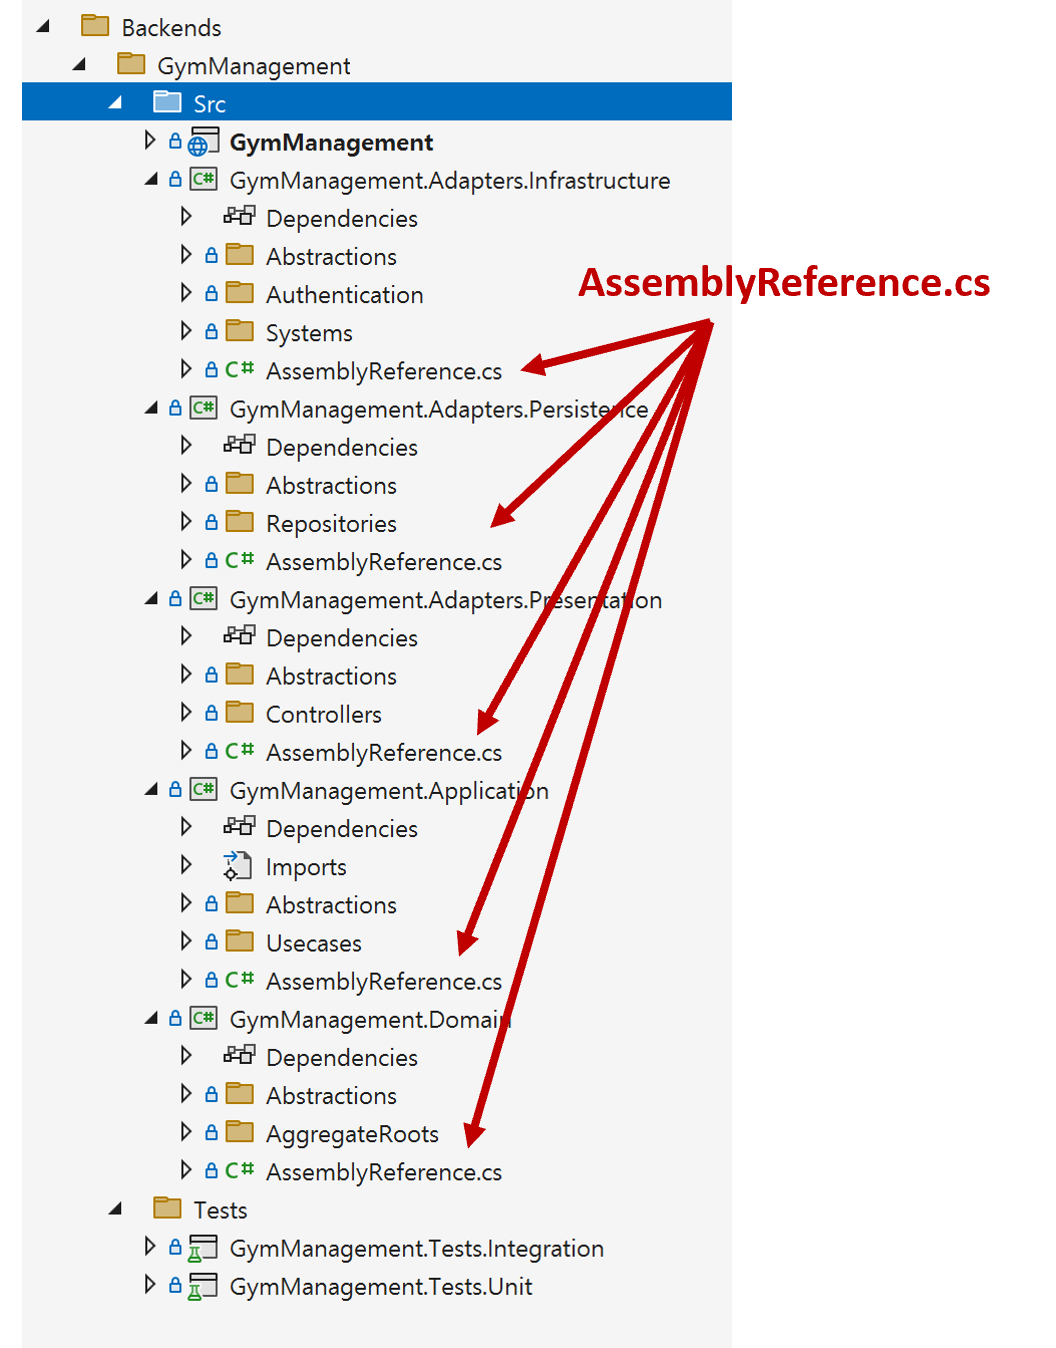 Backends
GymManagement
Src
GymManagement
C# GymManagement.Adapters.Infrastructure
Dependencies
Abstractions
AssemblyReference.cs
Authentication
Systems
C# AssemblyReference.cs
C# GymManagement.Adapters.Persistence
Dependencies
Abstractions
Repositories
C# AssemblyReference.cs
C# GymManagement.Adapters.Presentation
Dependencies
Abstractions
Controllers
C# AssemblyReference.cs
C# GymManagement.Application
Dependencies
Imports
Abstractions
Usecases
C# AssemblyReference.cs
C# GymManagement.Domain
Dependencies
Abstractions
AggregateRoots
C# AssemblyReference.cs
Tests
GymManagement.Tests.Integration
GymManagement.Tests.Unit